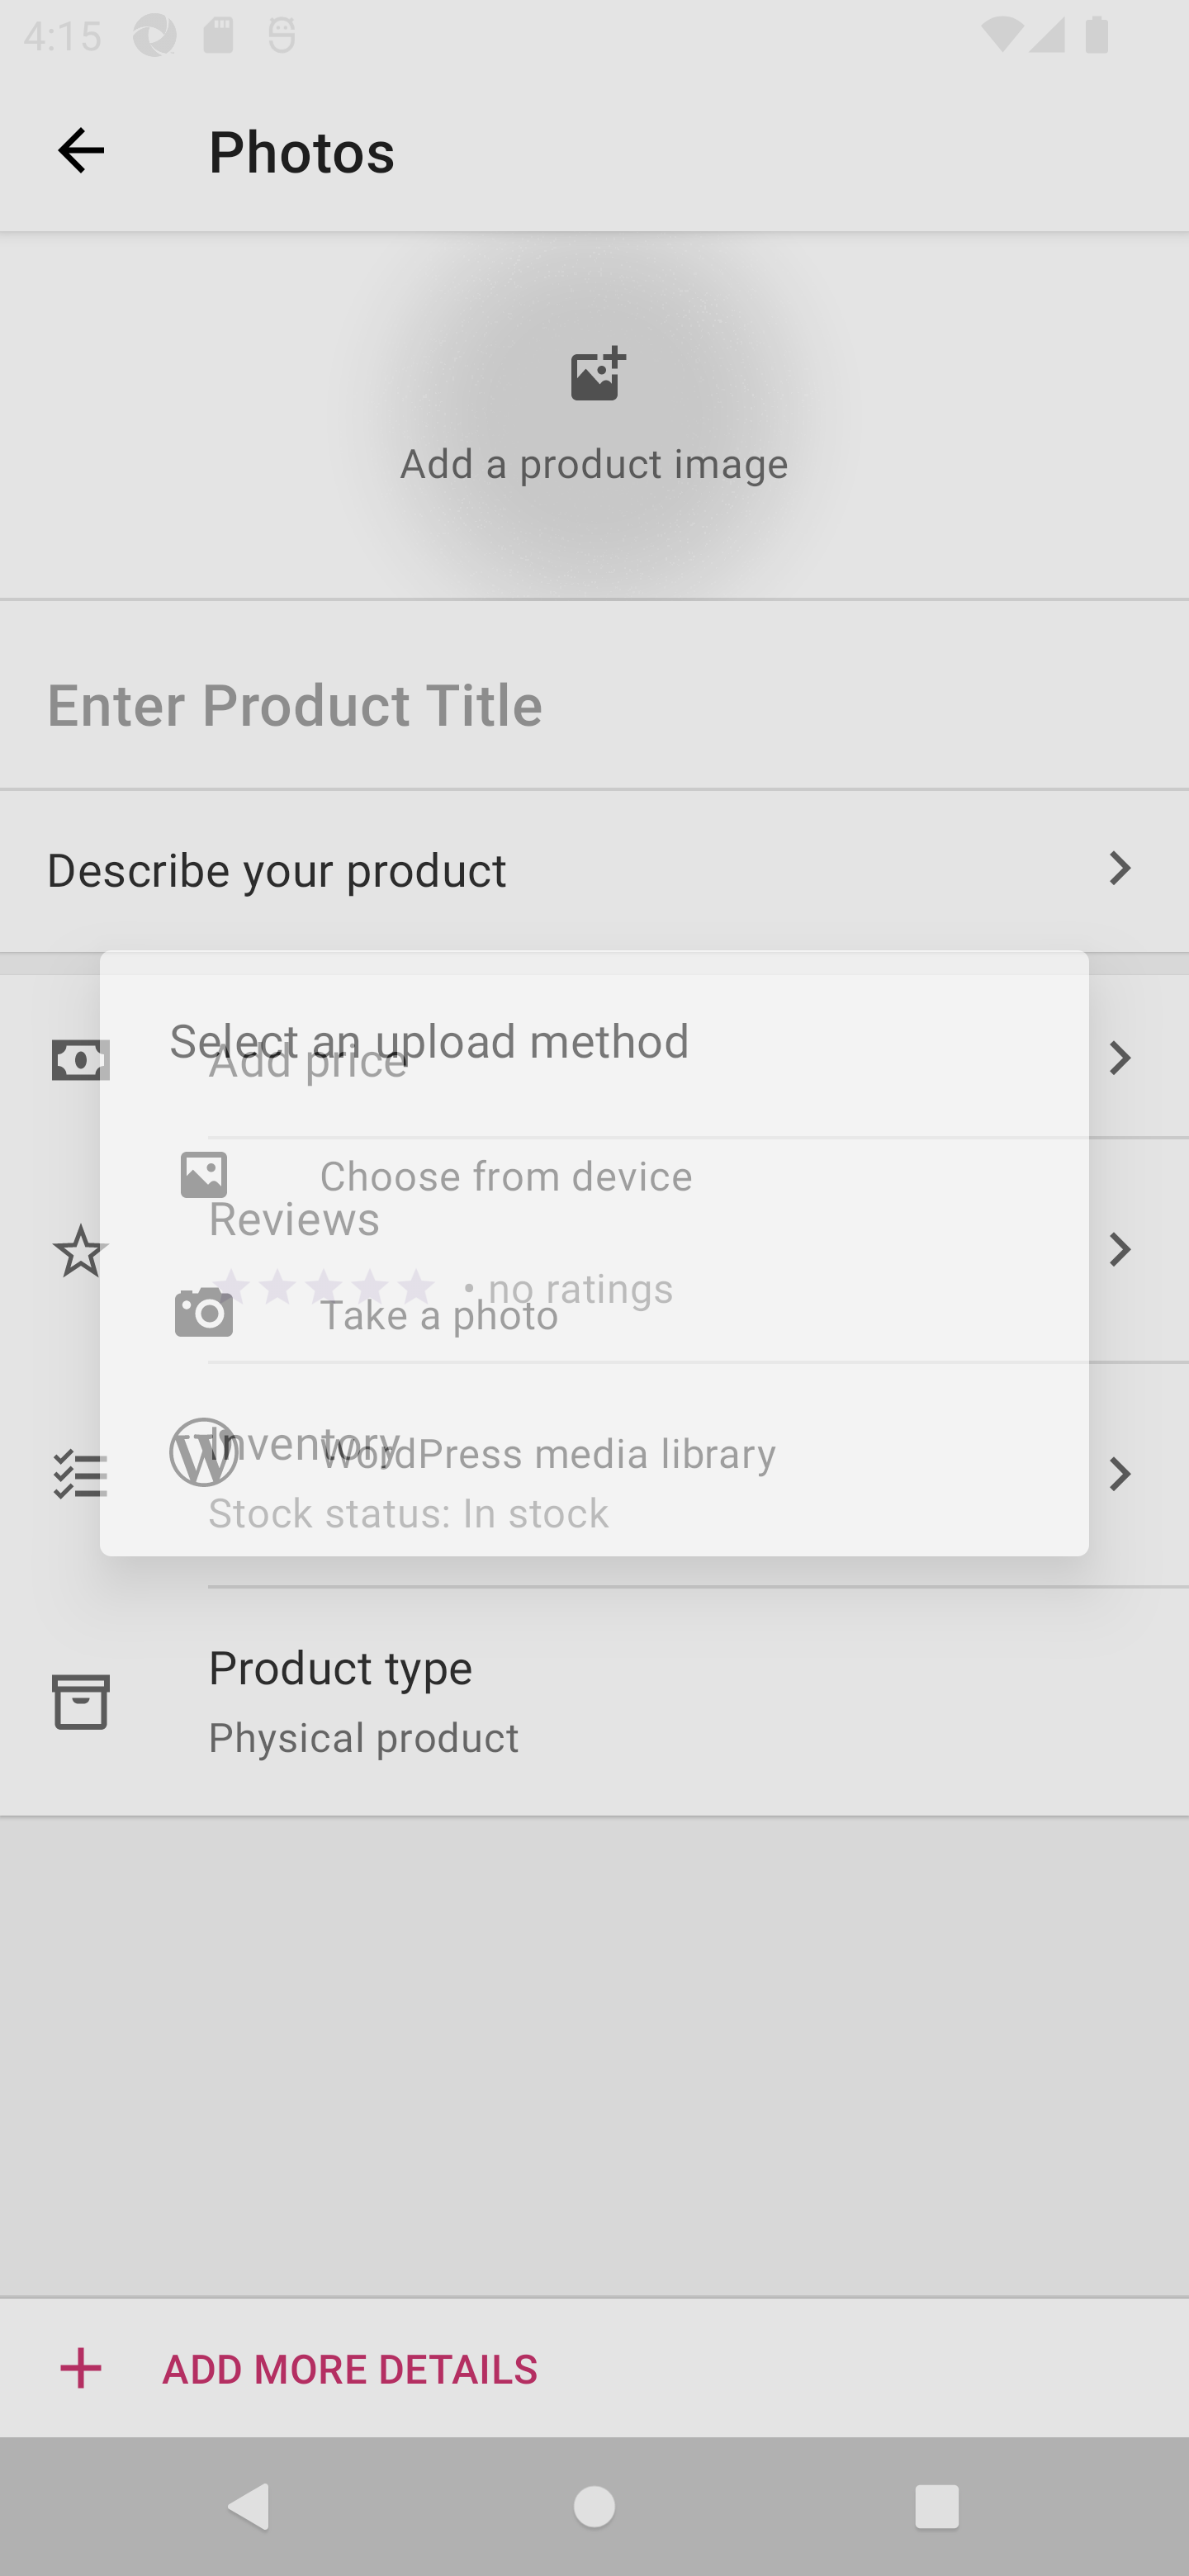 4:15
Photos
Add a product image
Enter Product Title
Describe your product
Select an upload method
Add price
Choose from device
Reviews
• no ratings
Take a photo
Inventory
WordPress media library
Stock status: In stock
Product type
Physical product
ADD MORE DETAILS